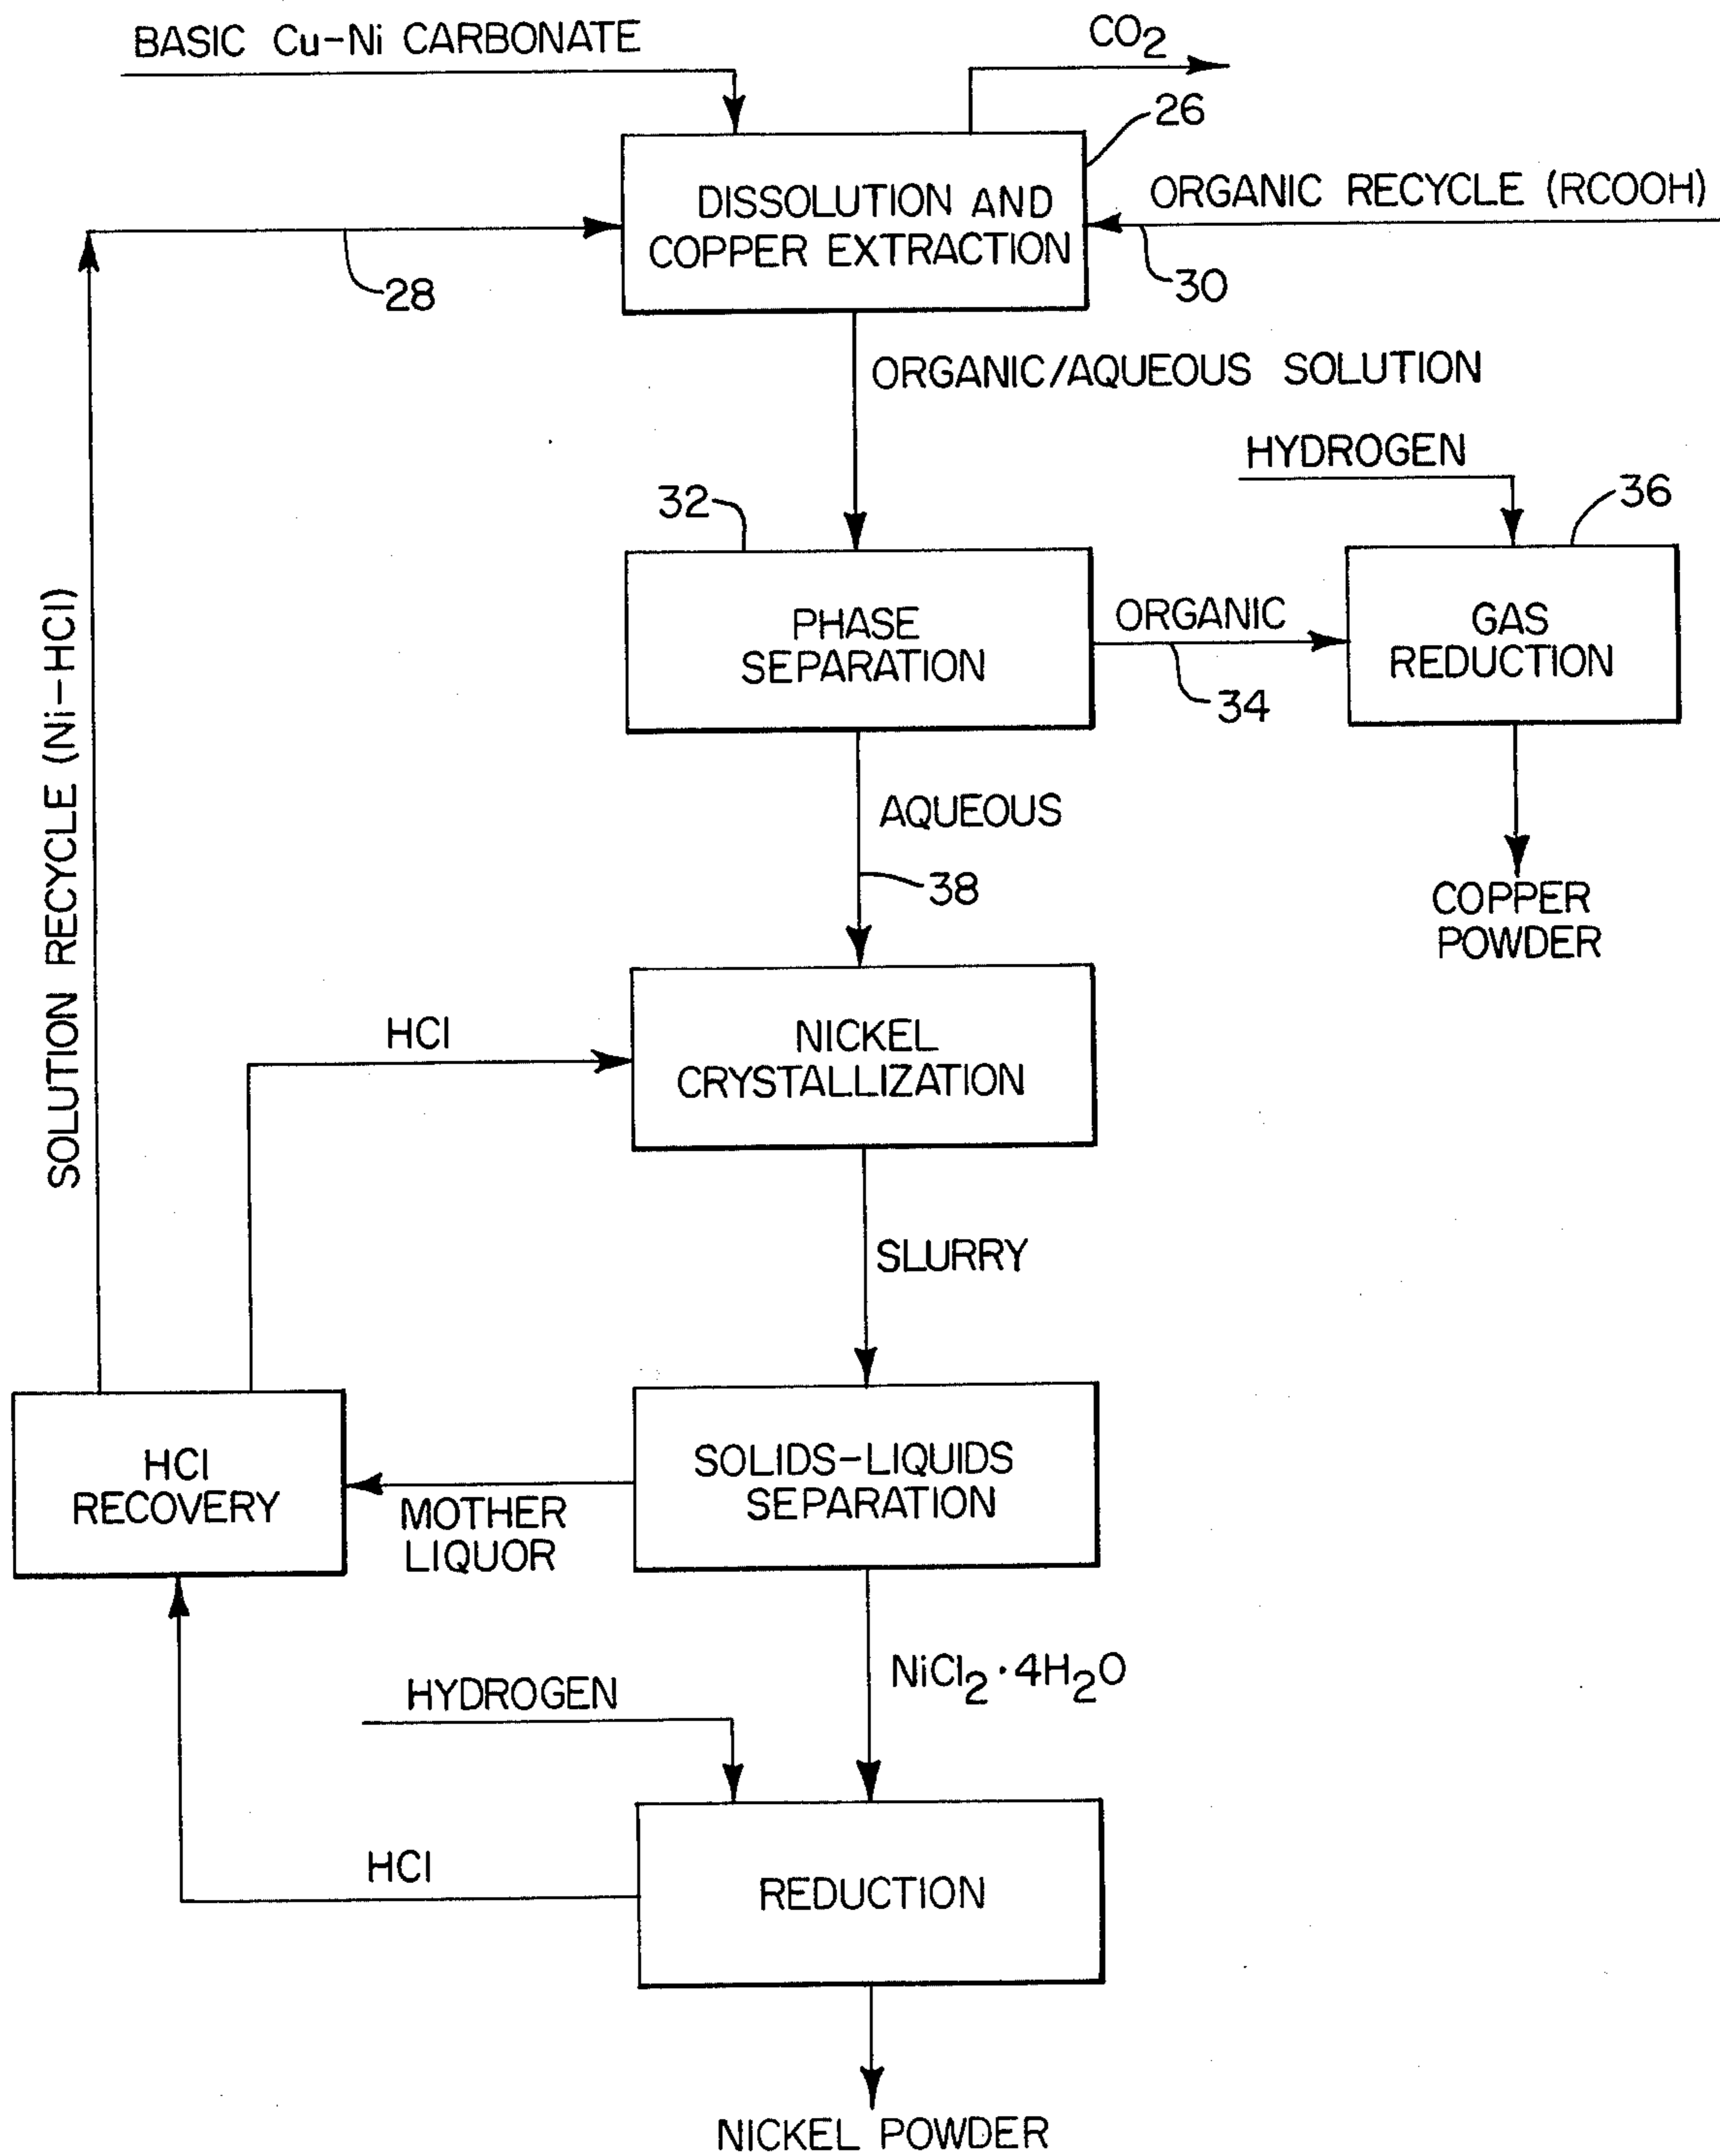 BASIC Cu-Ni CARBONATE
CO2
26
DISSOLUTION AND
COPPER EXTRACTION
ORGANIC RECYCLE (RCOOH)
28
30
ORGANIC/AQUEOUS SOLUTION
HYDROGEN
32
36
PHASE
SEPARATION
ORGANIC
34
GAS
REDUCTION
SOLUTION RECYCLE (Ni-HCl)
AQUEOUS
38
COPPER
POWDER
HCl
NICKEL
CRYSTALLIZATION
SLURRY
HCl
RECOVERY
MOTHER
LIQUOR
SOLIDS-LIQUIDS
SEPARATION
NiCl2·4H2O
HYDROGEN
HCl
REDUCTION
NICKEL POWDER